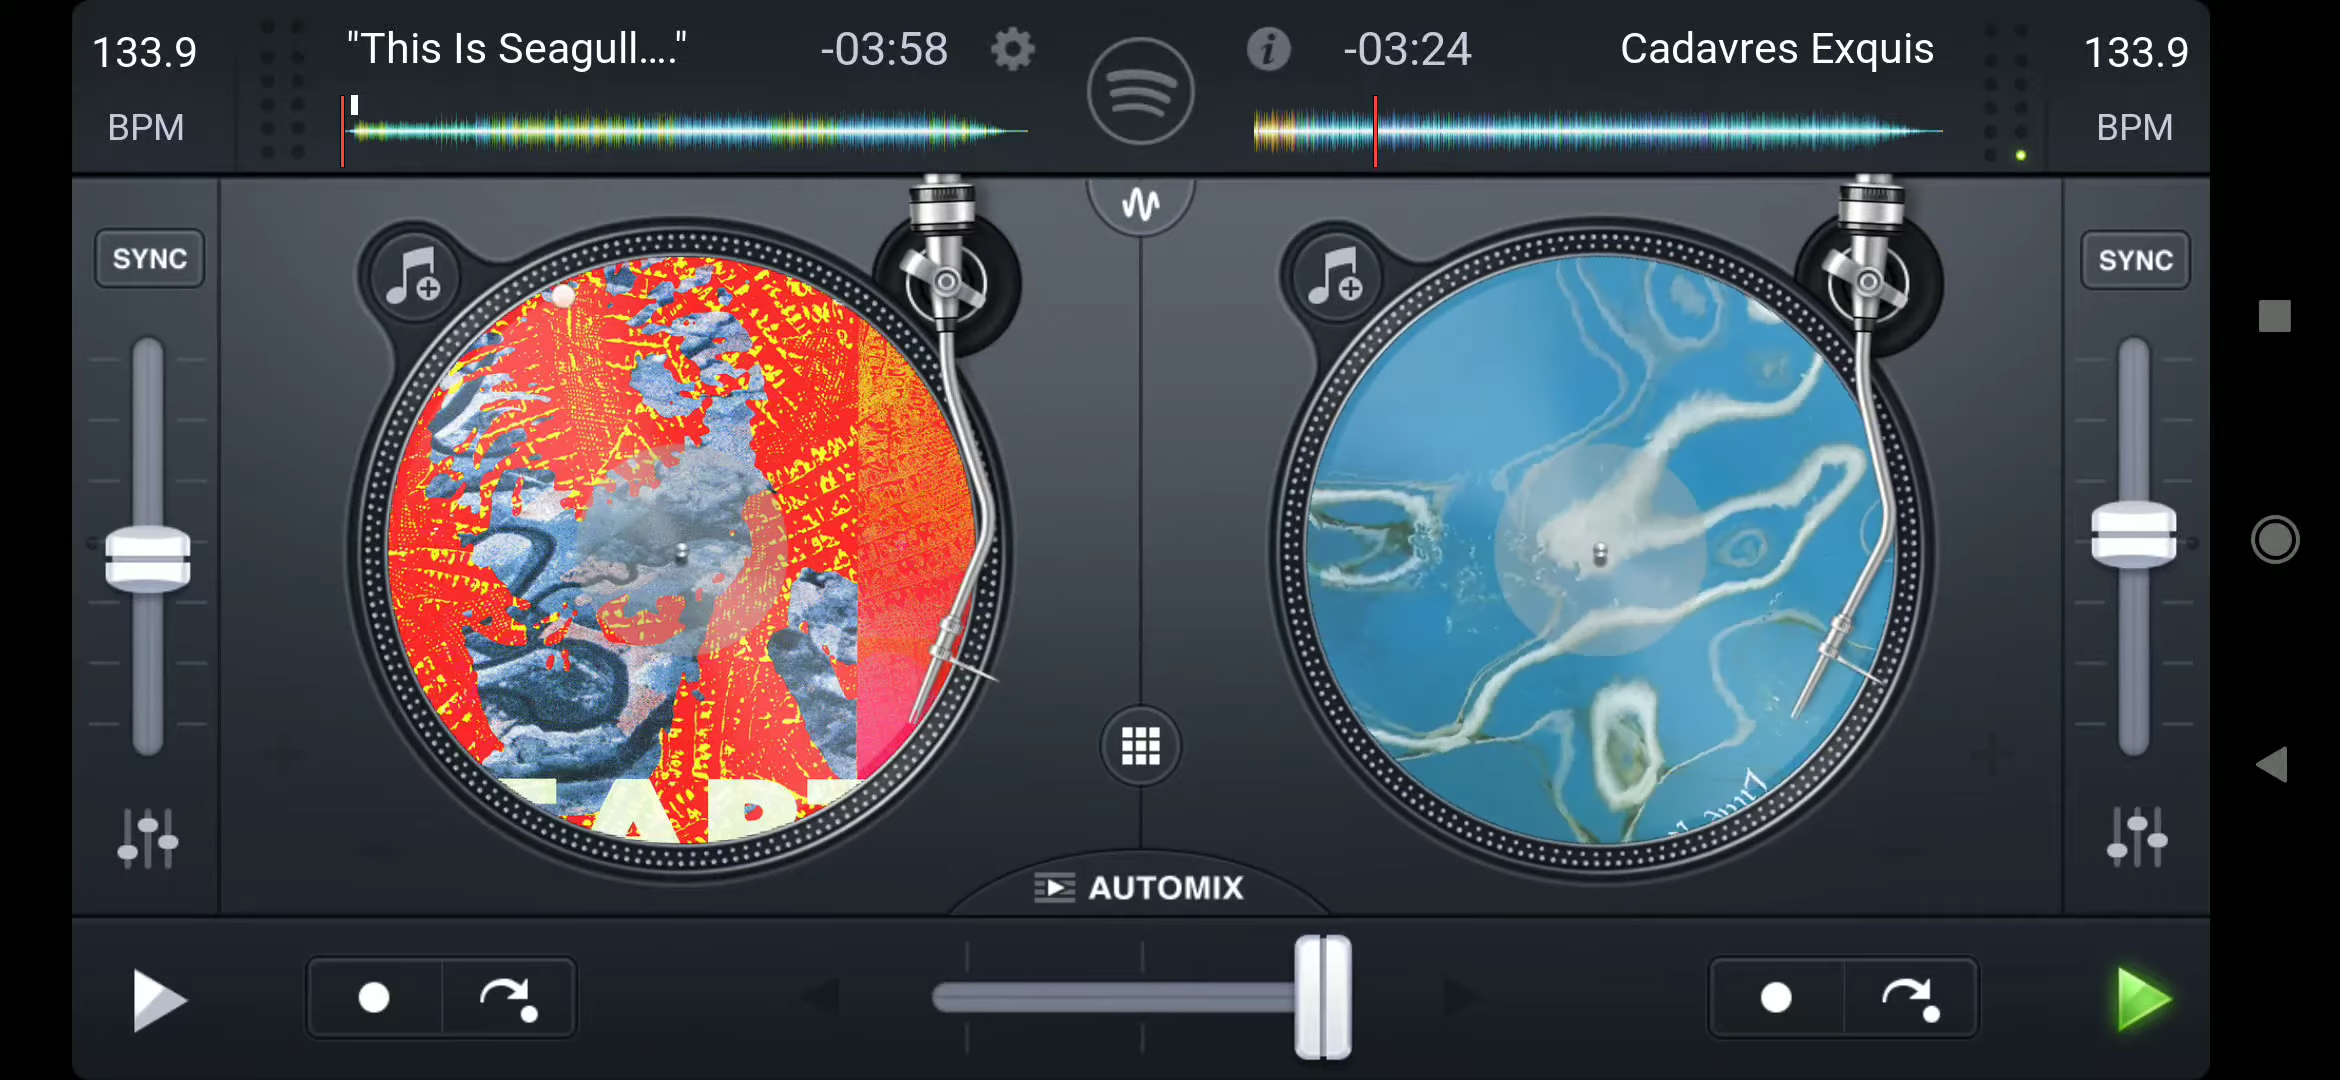 133.9
"This Is Seagull...."
-03:58
-03:24
Cadavres Exquis
133.9
BPM
BPM
SYNC
SYNC
AUTOMIX